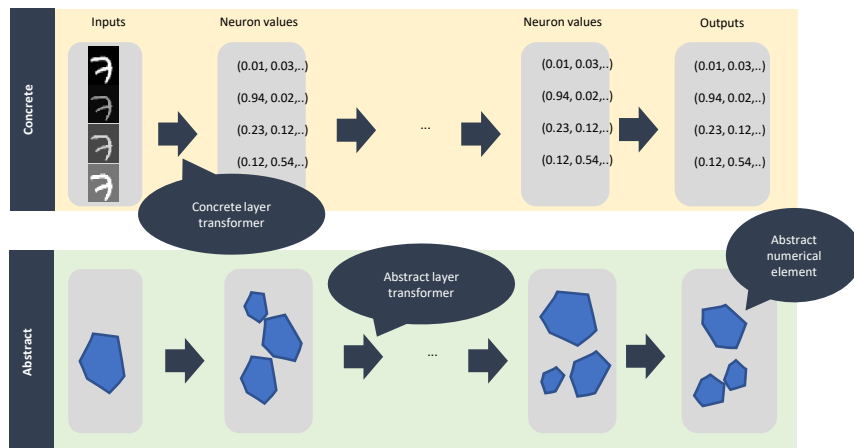 Inputs
Neuron values
Neuron values
Outputs
Concrete
(0.01, 0.03,..)
(0.94, 0.02,..)
(0.23, 0.12,..)
(0.12, 0.54,..)
...
(0.01, 0.03,..)
(0.94, 0.02,..)
(0.23, 0.12,..)
(0.12, 0.54,..)
(0.01, 0.03,..)
(0.94, 0.02,..)
(0.23, 0.12,..)
(0.12, 0.54,..)
Concrete layer
transformer
Abstract
Abstract layer
transformer
...
Abstract
numerical
element